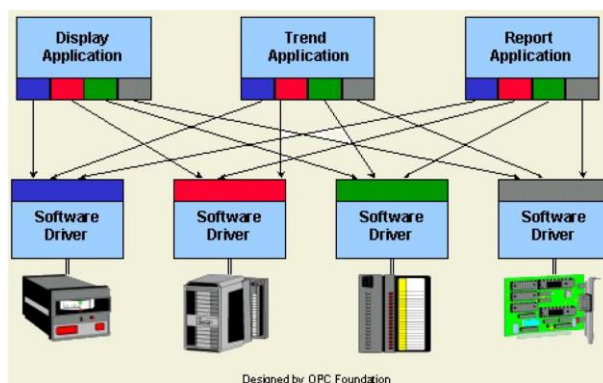 Display
Application
Trend
Application
Report
Application
Software
Driver
Software
Driver
Software
Driver
Software
Driver
Designed by OPC Foundation